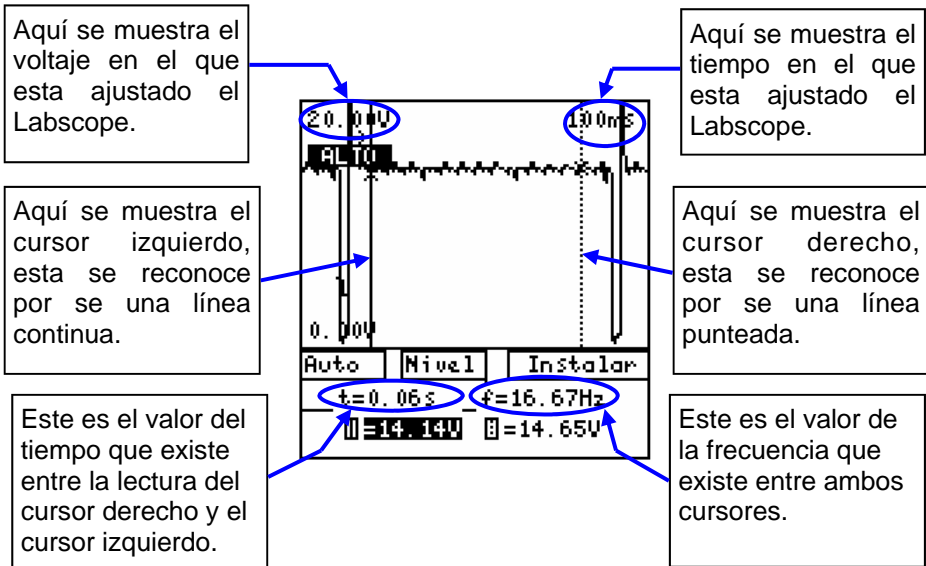 Aquí se muestra el
voltaje en el que
esta ajustado el
Labscope.
Aquí se muestra el
tiempo en el que
esta ajustado el
Labscope.
20.00V
100mS
ALTO
Aquí se muestra el
cursor izquierdo,
esta se reconoce
por se una línea
continua.
Aquí se muestra el
cursor derecho,
esta se reconoce
por se una línea
punteada.
0.00V
Auto Nivel Instalar
t=0.06s f=16.67Hz
=14.14V =14.65V
Este es el valor del
tiempo que existe
entre la lectura del
cursor derecho y el
cursor izquierdo.
Este es el valor de
la frecuencia que
existe entre ambos
cursores.